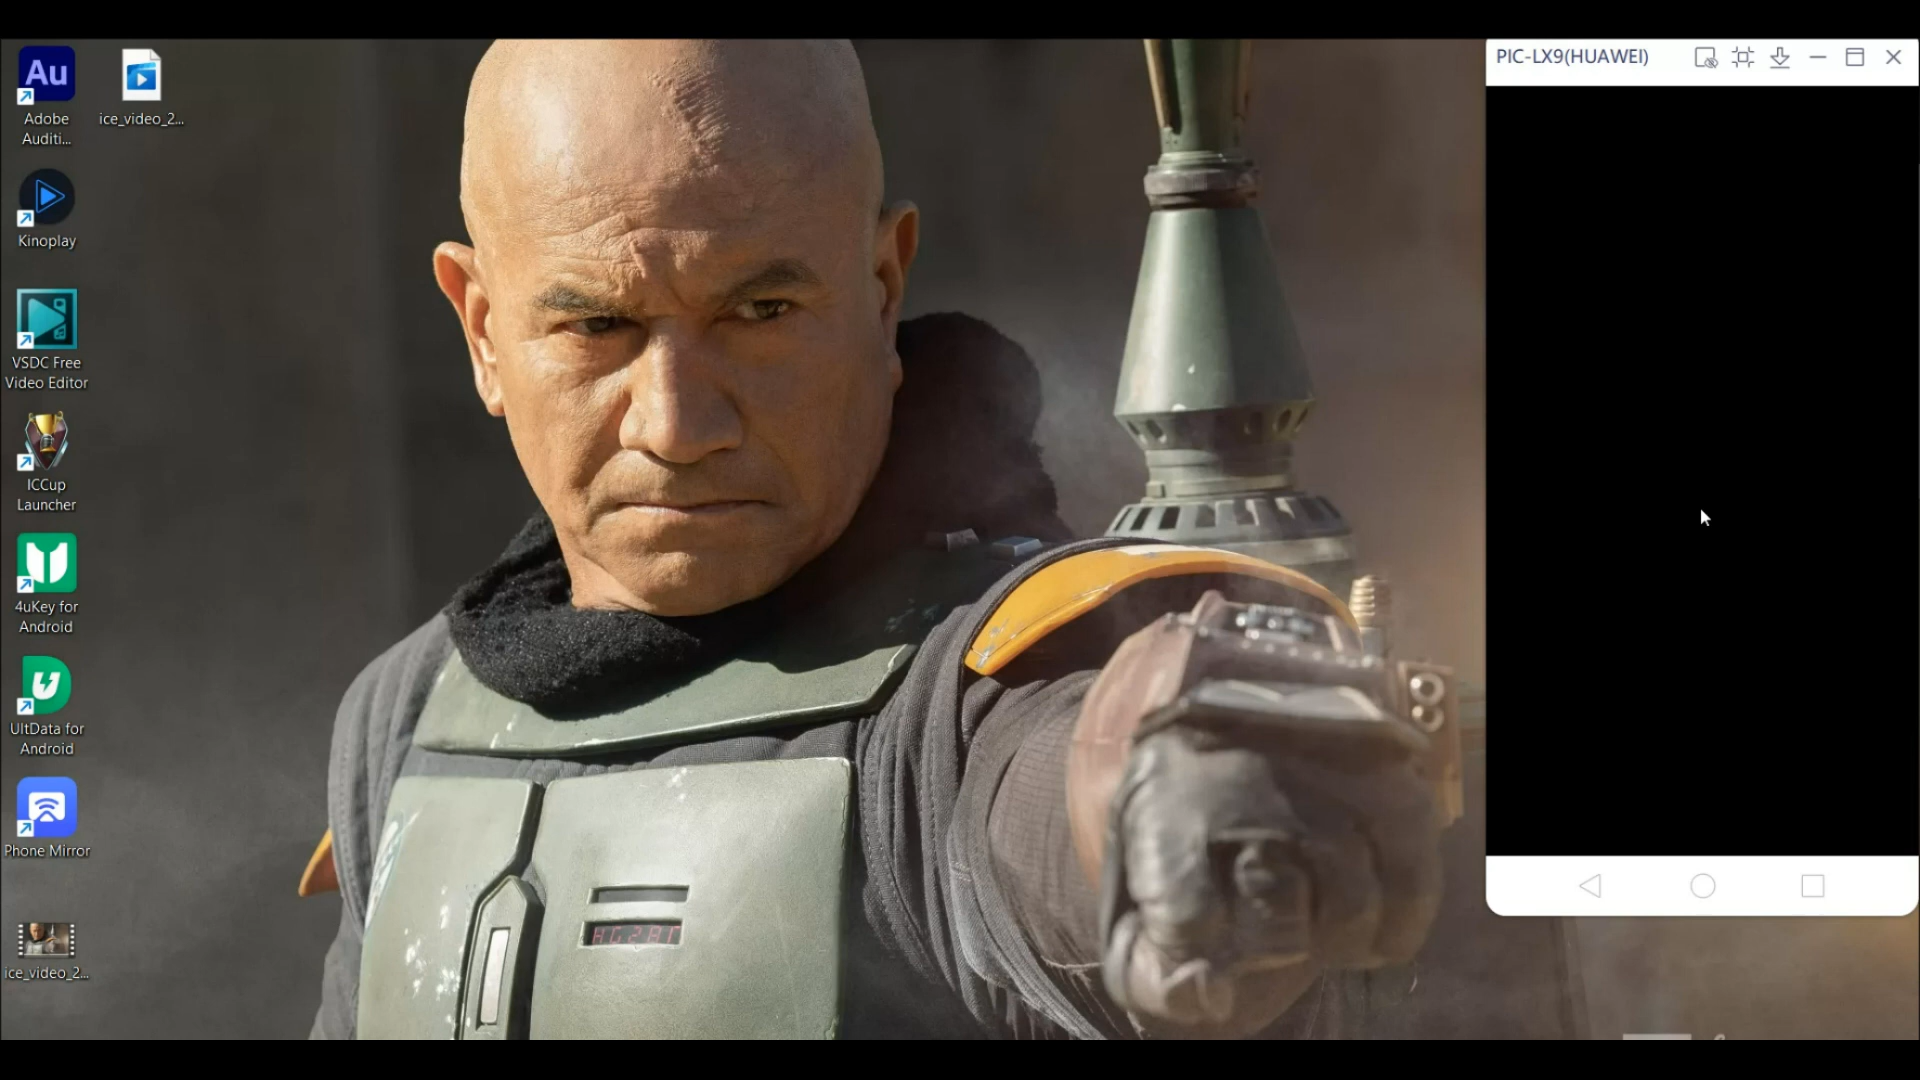 Au
Adobe
Auditi...
ice_video_2...
Kinoplay
VSDC Free
Video Editor
ICCup
Launcher
4uKey for
Android
UltData for
Android
Phone Mirror
ice_video_2...
PIC-LX9(HUAWEI)